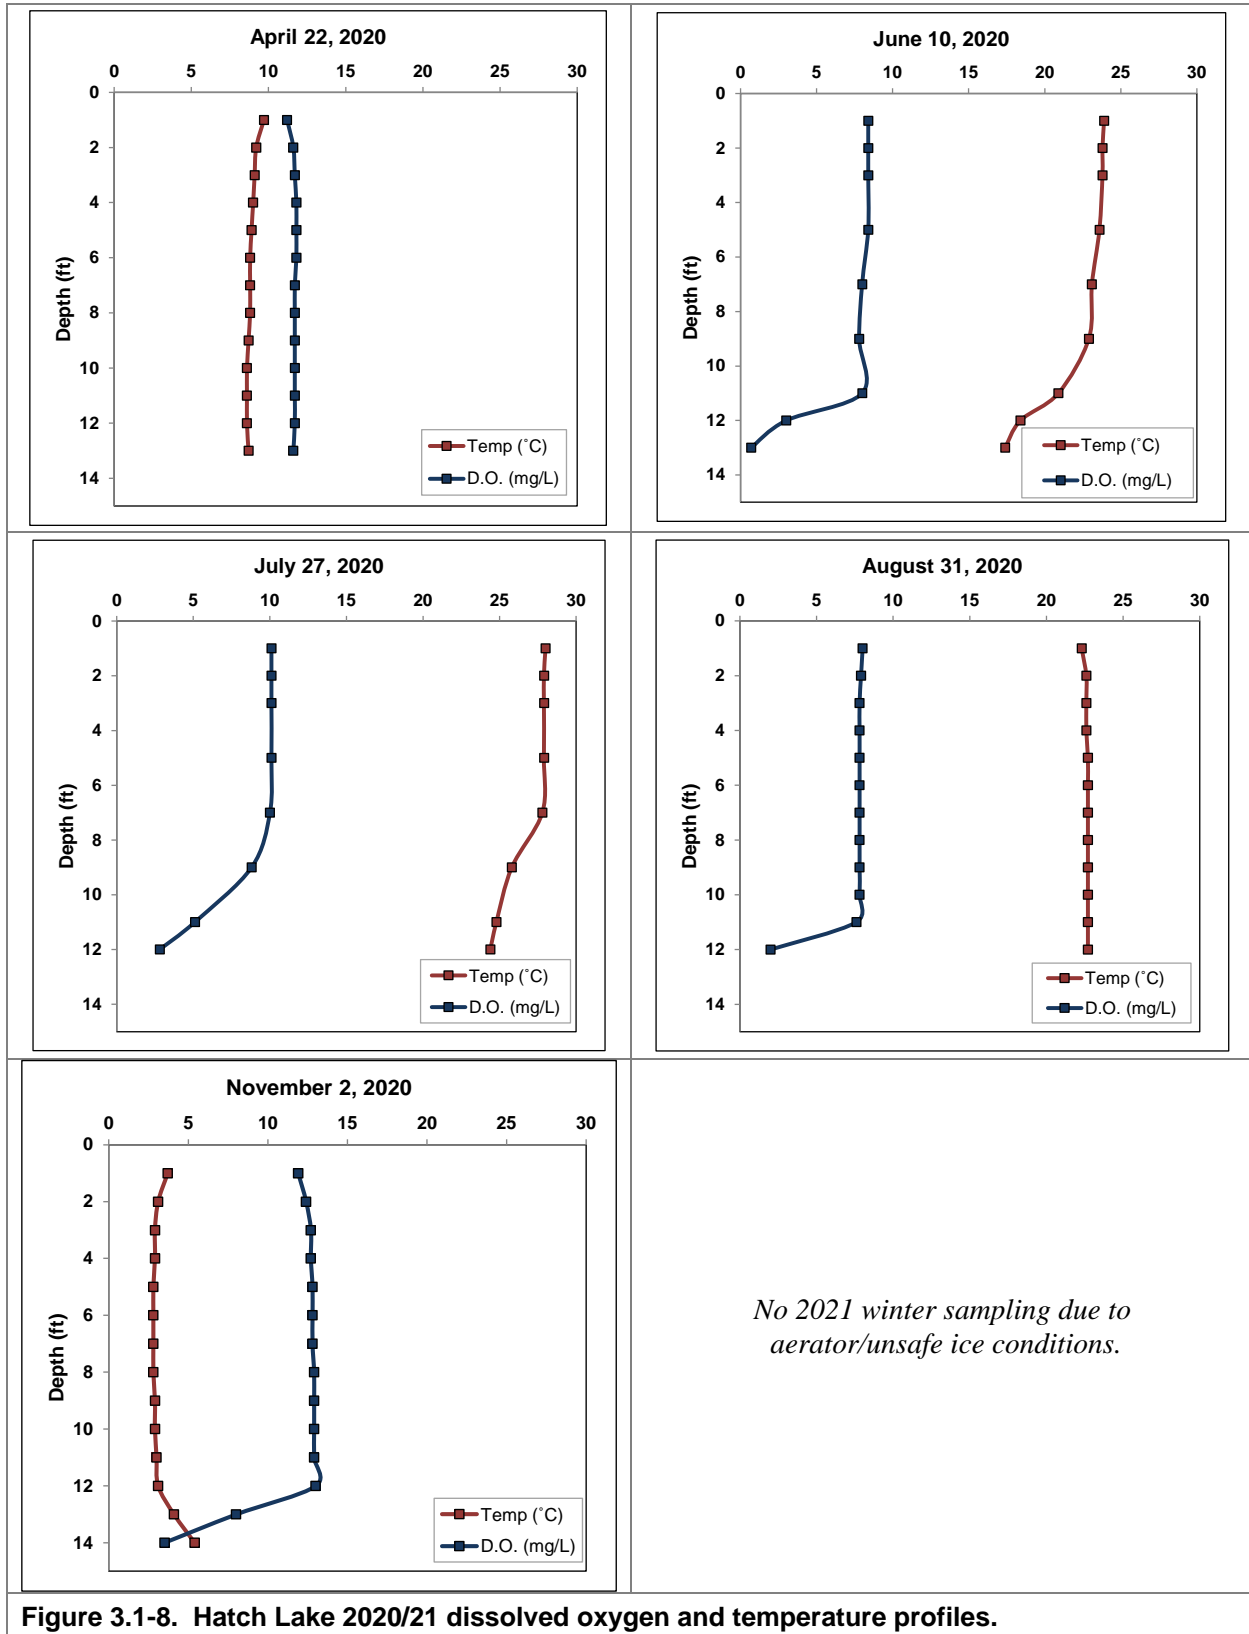 April 22, 2020
0 5 10 15 20 25 30
0
2
4
6
8
10
12
14
Depth (ft)
Temp (˚C)
D.O. (mg/L)
June 10, 2020
0 5 10 15 20 25 30
0
2
4
6
8
10
12
14
Depth (ft)
Temp (˚C)
D.O. (mg/L)
July 27, 2020
0 5 10 15 20 25 30
0
2
4
6
8
10
12
14
Depth (ft)
Temp (˚C)
D.O. (mg/L)
August 31, 2020
0 5 10 15 20 25 30
0
2
4
6
8
10
12
14
Depth (ft)
Temp (˚C)
D.O. (mg/L)
November 2, 2020
0 5 10 15 20 25 30
0
2
4
6
8
10
12
14
Depth (ft)
Temp (˚C)
D.O. (mg/L)
No 2021 winter sampling due to
aerator/unsafe ice conditions.
Figure 3.1-8. Hatch Lake 2020/21 dissolved oxygen and temperature profiles.